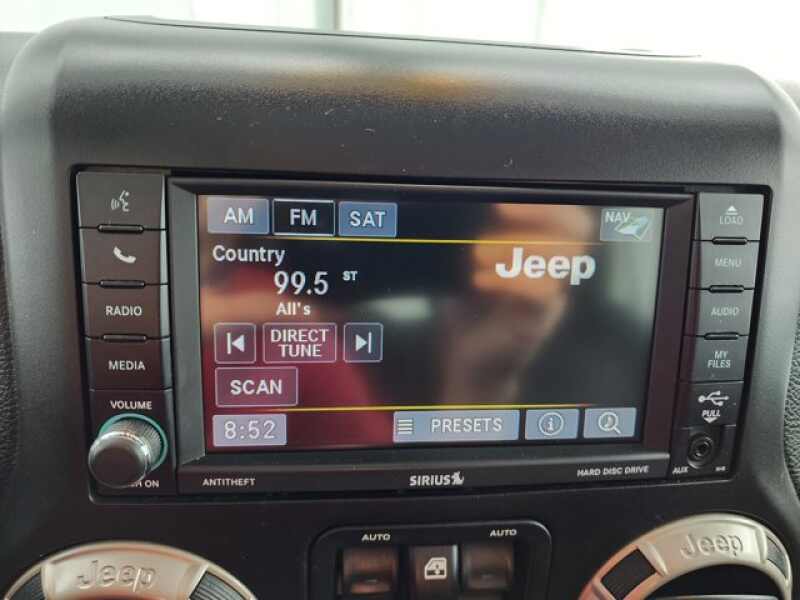 AM FM SAT NAV
LOAD
Country
Jeep
MENU
99.5 ST
All's
RADIO
AUDIO
DIRECT
TUNE
MEDIA
MY
FILES
SCAN
VOLUME
PULL
8:52 PRESETS
ON
ANTITHEFT
SIRIUS
HARD DISC DRIVE
AUX
AUTO
AUTO
Jeep
Jeep